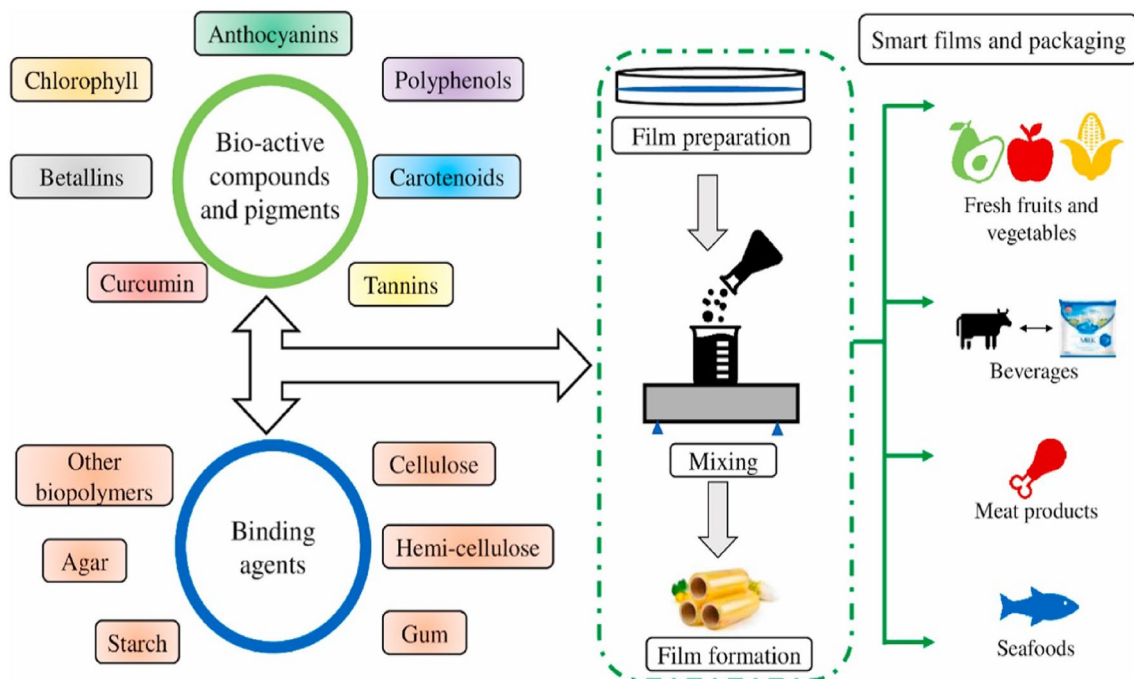 Anthocyanins
Chlorophyll
Polyphenols
Bio-active
compounds
and pigments
Betallins
Carotenoids
Curcumin
Tannins
Other
biopolymers
Cellulose
Binding
agents
Hemi-cellulose
Agar
Starch
Gum
Film preparation
Mixing
Film formation
Smart films and packaging
Fresh fruits and
vegetables
MILK
Beverages
Meat products
Seafoods